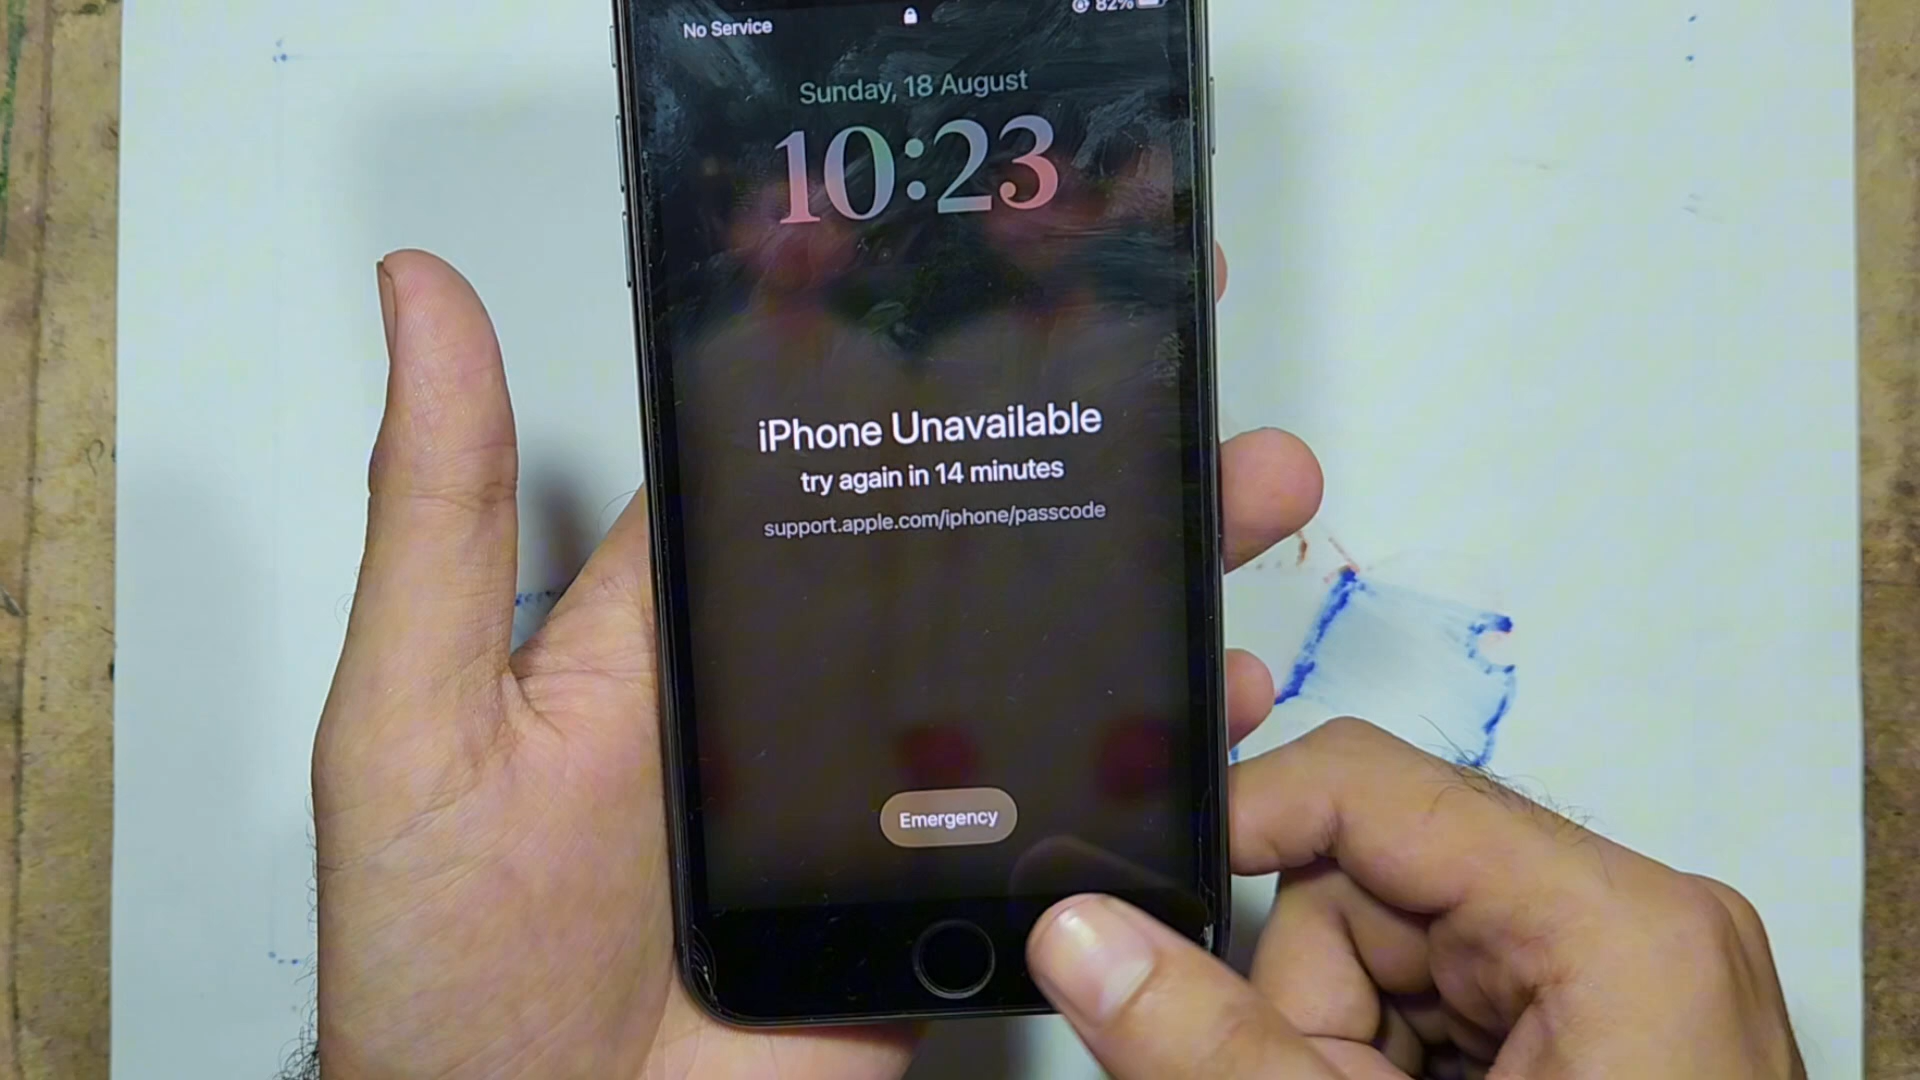 No Service 82%
Sunday, 18 August
10:23
iPhone Unavailable
try again in 14 minutes
support.apple.com/iphone/passcode
Emergency